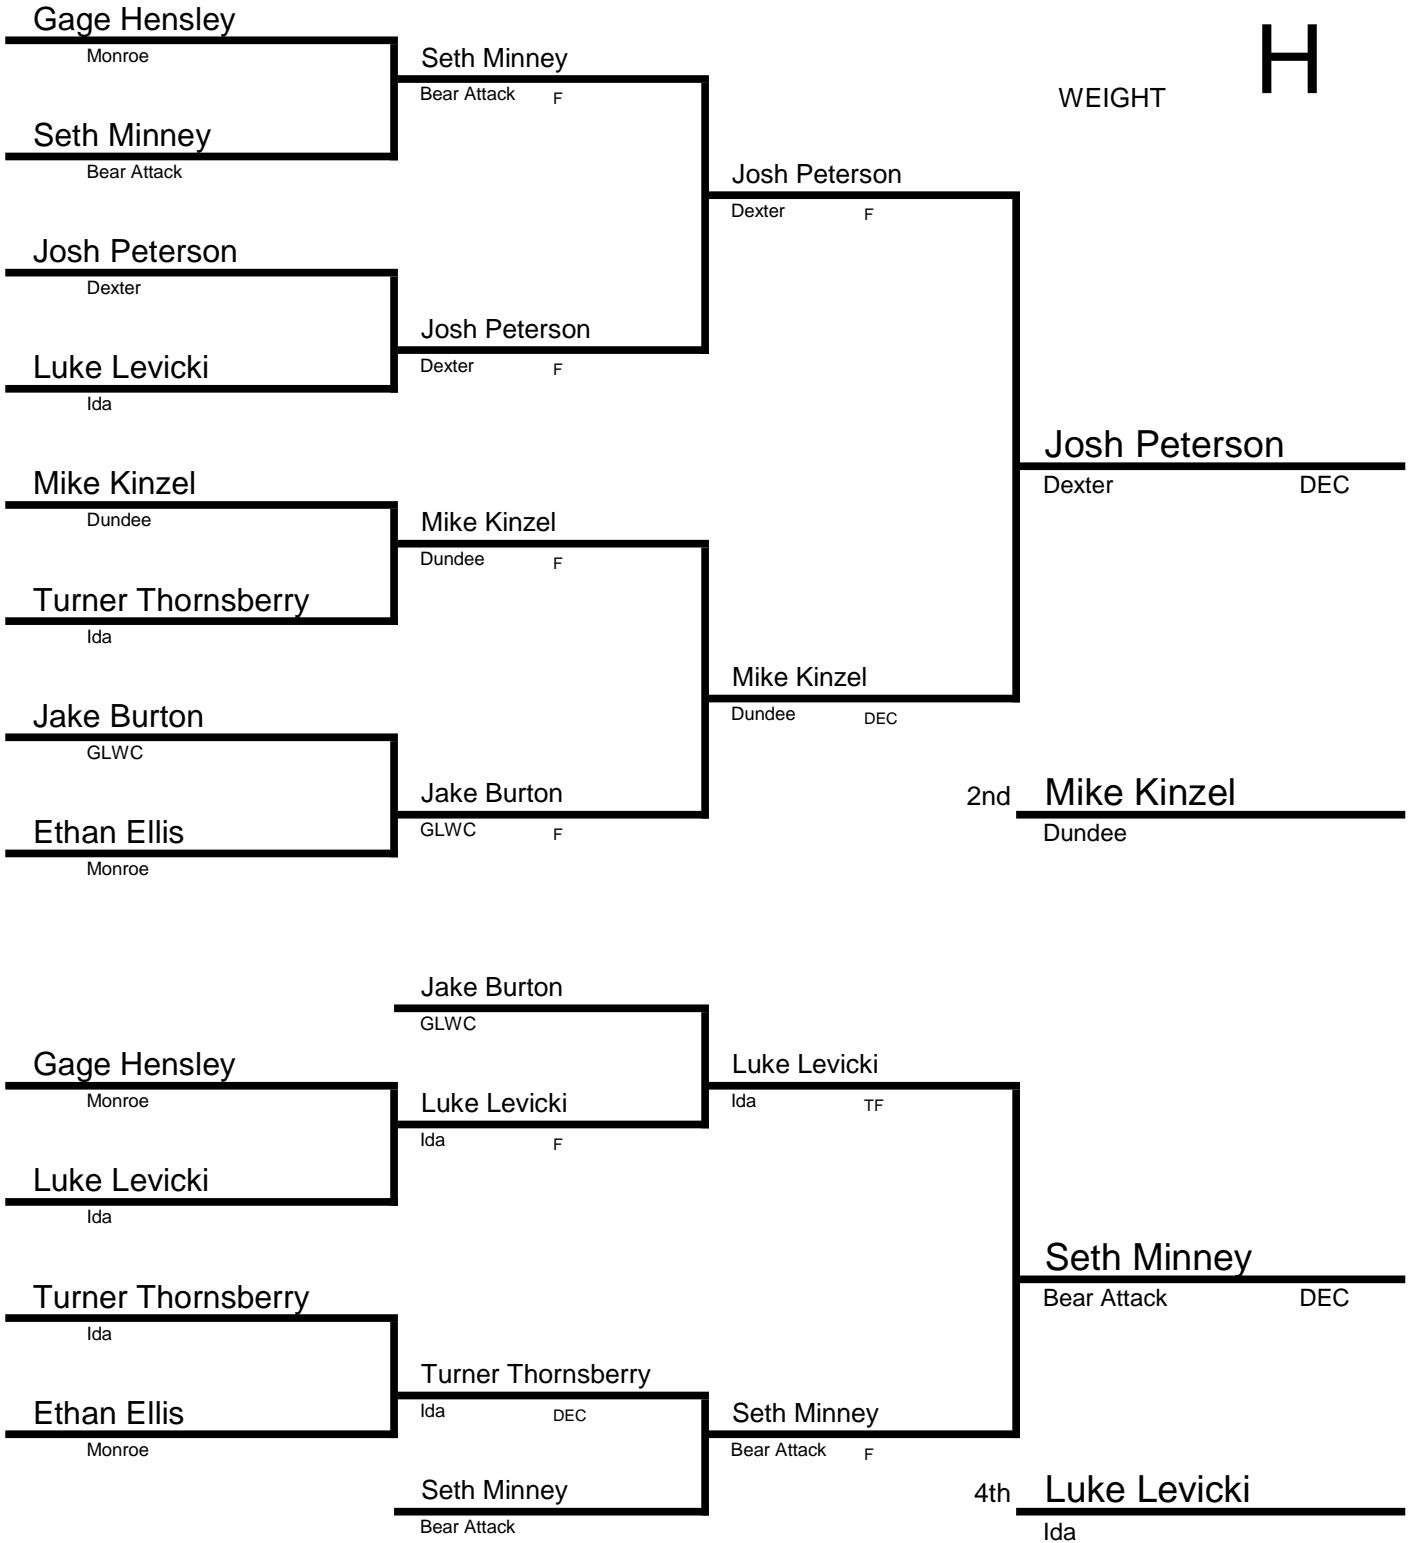 Gage Hensley
Monroe
Seth Minney
Bear Attack F
H
WEIGHT
Seth Minney
Bear Attack
Josh Peterson
Dexter F
Josh Peterson
Dexter
Josh Peterson
Dexter F
Luke Levicki
Ida
Josh Peterson
Dexter DEC
Mike Kinzel
Dundee
Mike Kinzel
Dundee F
Turner Thornsberry
Ida
Mike Kinzel
Dundee DEC
Jake Burton
GLWC
Jake Burton
GLWC F
2nd Mike Kinzel
Dundee
Ethan Ellis
Monroe
Jake Burton
GLWC
Gage Hensley
Monroe
Luke Levicki
Ida TF
Luke Levicki
Ida F
Luke Levicki
Ida
Seth Minney
Bear Attack DEC
Turner Thornsberry
Ida
Turner Thornsberry
Ida DEC
Ethan Ellis
Monroe
Seth Minney
Bear Attack F
Seth Minney
Bear Attack
4th Luke Levicki
Ida